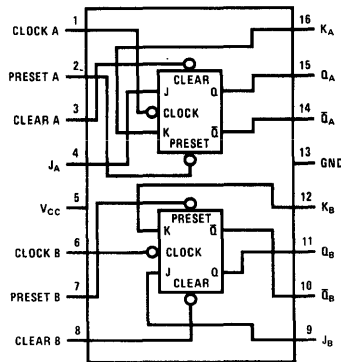 CLOCK A 1
PRESET A 2
CLEAR A 3
J_A 4
V_CC 5
CLOCK B 6
PRESET B 7
CLEAR B 8
16 K_A
15 Q_A
14 Q̅_A
13 GND
12 K_B
11 Q_B
10 Q̅_B
9 J_B
CLEAR
J Q
CLOCK
K Q̅
PRESET
PRESET
K Q̅
CLOCK
J Q
CLEAR